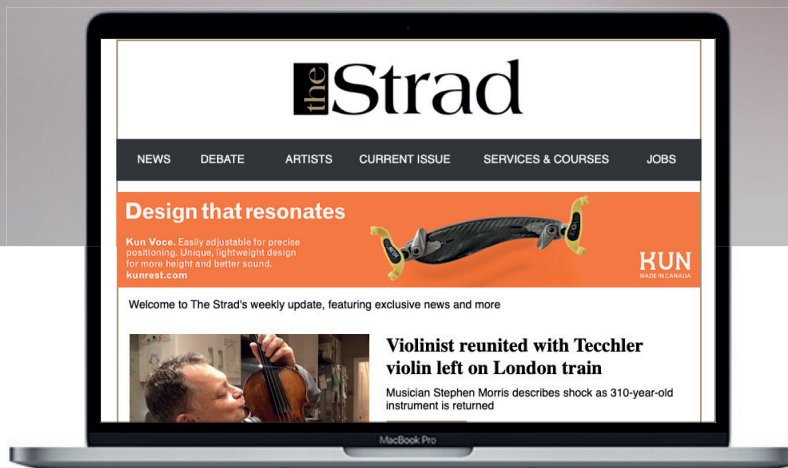 the Strad
NEWS DEBATE ARTISTS CURRENT ISSUE SERVICES & COURSES JOBS
Design that resonates
Kun Voce. Easily adjustable for precise
positioning. Unique, lightweight design
for more height and better sound.
kunrest.com
KUN
MADE IN CANADA
Welcome to The Strad's weekly update, featuring exclusive news and more
Violinist reunited with Tecchler
violin left on London train
Musician Stephen Morris describes shock as 310-year-old
instrument is returned
MacBook Pro